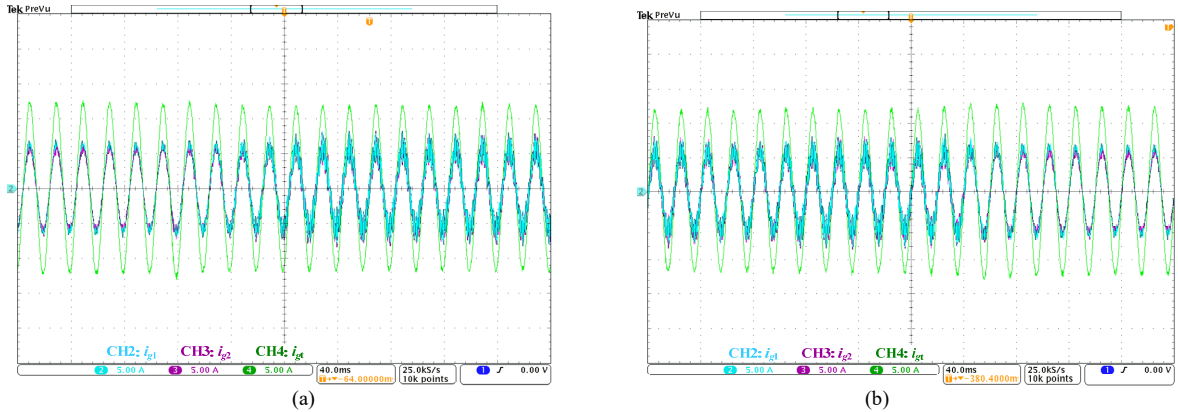 Tek PreVu
T
T
2
CH2: ig1 CH3: ig2 CH4: igt
2 5.00 A 3 5.00 A 4 5.00 A 40.0ms 25.0kS/s 1 0.00 V
T→▼−64.00000m 10k points
(a)
Tek PreVu
T
T
2
CH2: ig1 CH3: ig2 CH4: igt
2 5.00 A 3 5.00 A 4 5.00 A 40.0ms 25.0kS/s 1 0.00 V
T→▼−380.4000m 10k points
(b)